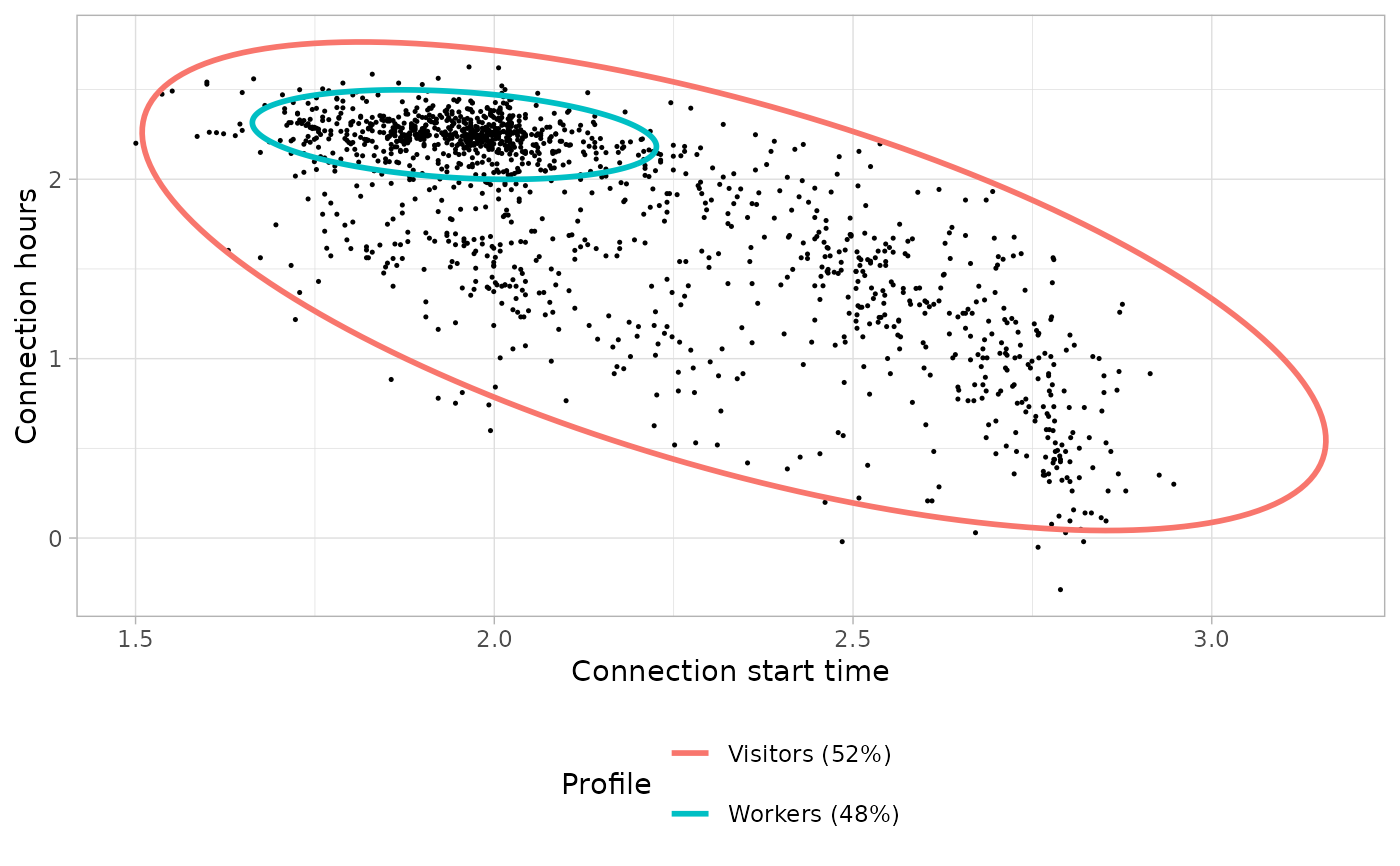 Connection hours
2
1
0
1.5 2.0 2.5 3.0
Connection start time
Profile
Visitors (52%)
Workers (48%)